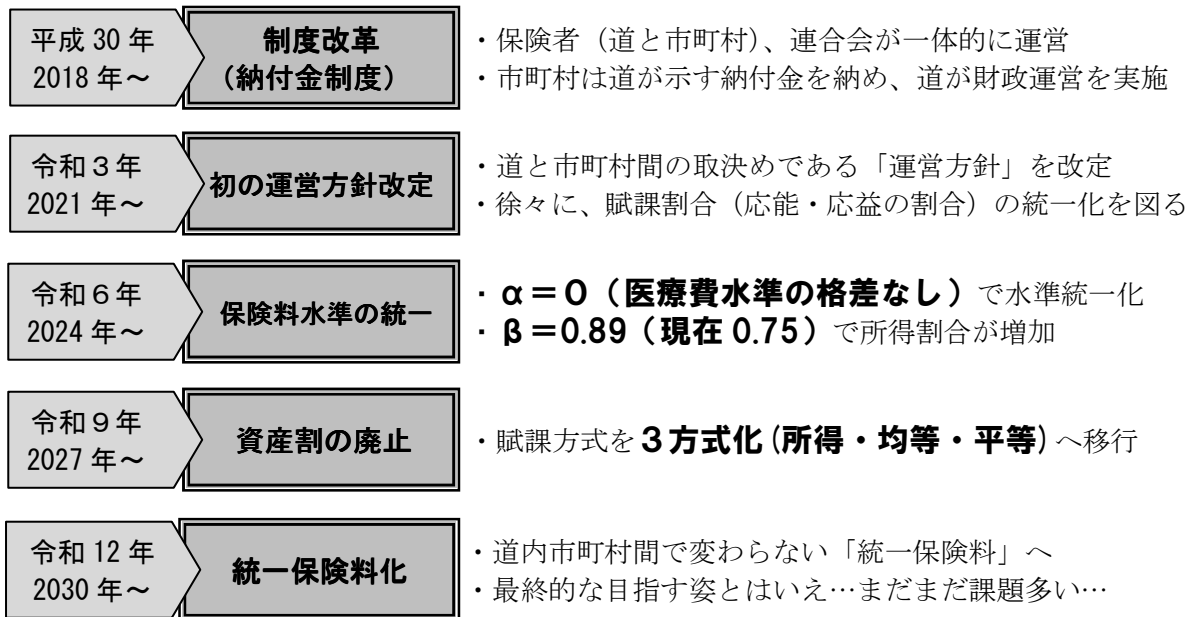 平成 30 年
2018 年～
制度改革
(納付金制度)
・保険者（道と市町村）、連合会が一体的に運営
・市町村は道が示す納付金を納め、道が財政運営を実施
令和３年
2021 年～
初の運営方針改定
・道と市町村間の取決めである「運営方針」を改定
・徐々に、賦課割合（応能・応益の割合）の統一化を図る
令和６年
2024 年～
保険料水準の統一
・α＝０（医療費水準の格差なし）で水準統一化
・β＝0.89（現在 0.75）で所得割合が増加
令和９年
2027 年～
資産割の廃止
・賦課方式を３方式化(所得・均等・平等)へ移行
令和 12 年
2030 年～
統一保険料化
・道内市町村間で変わらない「統一保険料」へ
・最終的な目指す姿とはいえ…まだまだ課題多い…